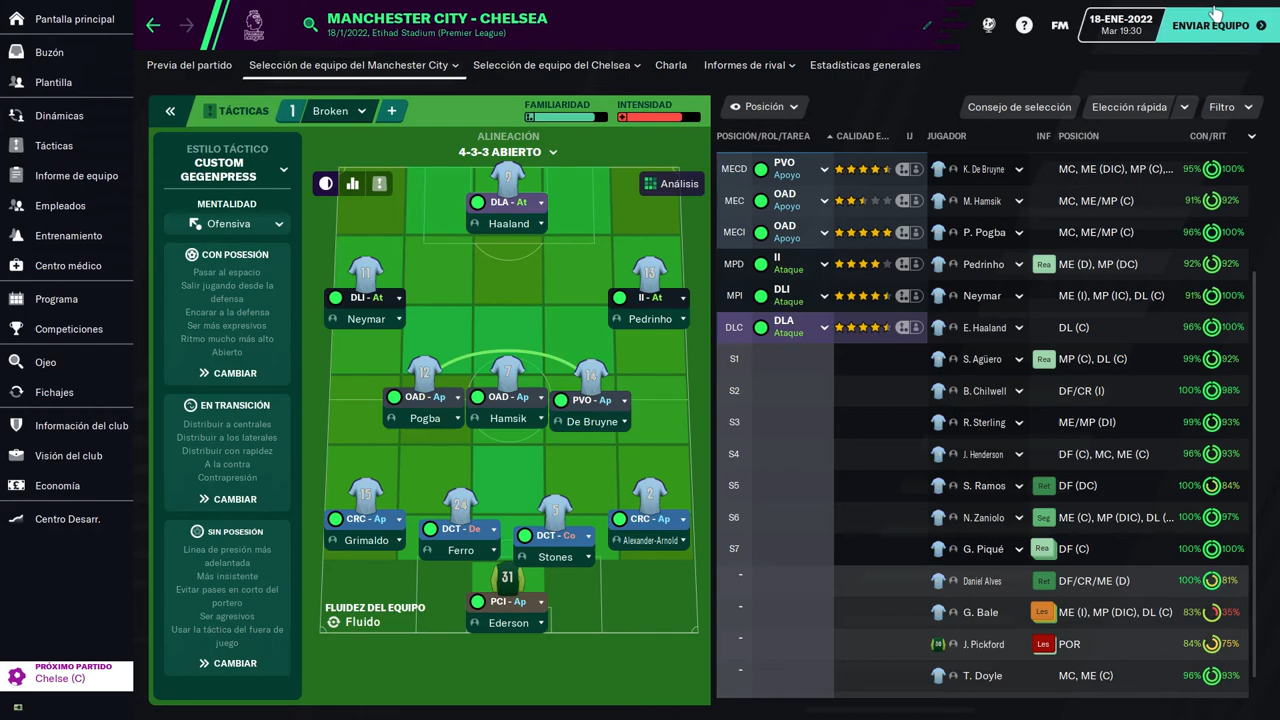 Pantalla principal
Buzón
Plantilla
Dinámicas
Tácticas
Informe de equipo
Empleados
Entrenamiento
Centro médico
Programa
Competiciones
Ojeo
Fichajes
Información del club
Visión del club
Economía
Centro Desarr.
PRÓXIMO PARTIDO
Chelse (C)
MANCHESTER CITY - CHELSEA
18/1/2022, Etihad Stadium (Premier League)
FM
18-ENE-2022
Mar 19:30
ENVIAR EQUIPO
Previa del partido
Selección de equipo del Manchester City
Selección de equipo del Chelsea
Charla
Informes de rival
Estadísticas generales
TÁCTICAS
1
Broken
FAMILIARIDAD
INTENSIDAD
ESTILO TÁCTICO
CUSTOM
GEGENPRESS
MENTALIDAD
Ofensiva
CON POSESIÓN
Pasar al espacio
Salir jugando desde la
defensa
Encarar a la defensa
Ser más expresivos
Ritmo mucho más alto
Abierto
CAMBIAR
EN TRANSICIÓN
Distribuir a centrales
Distribuir a los laterales
Distribuir con rapidez
A la contra
Contrapresión
CAMBIAR
SIN POSESIÓN
Línea de presión más
adelantada
Más insistente
Evitar pases en corto del
portero
Ser agresivos
Usar la táctica del fuera de
juego
CAMBIAR
ALINEACIÓN
4-3-3 ABIERTO
Análisis
9
DLA - At
Haaland
11
DLI - At
Neymar
13
II - At
Pedrinho
12
OAD - Ap
Pogba
7
OAD - Ap
Hamsik
14
PVO - Ap
De Bruyne
15
CRC - Ap
Grimaldo
24
DCT - De
Ferro
5
DCT - Co
Stones
2
CRC - Ap
Alexander-Arnold
31
PCI - Ap
Ederson
FLUIDEZ DEL EQUIPO
Fluido
Posición
Consejo de selección
Elección rápida
Filtro
POSICIÓN/ROL/TAREA CALIDAD E... IJ JUGADOR INF POSICIÓN CON/RIT
MECD PVO Apoyo K. De Bruyne MC, ME (DIC), MP (C),... 95% 100%
MEC OAD Apoyo M. Hamsik MC, ME/MP (C) 91% 92%
MECI OAD Apoyo P. Pogba MC, ME/MP (C) 96% 100%
MPD II Ataque Pedrinho Rea ME (D), MP (DC) 92% 92%
MPI DLI Ataque Neymar ME (I), MP (IC), DL (C) 91% 100%
DLC DLA Ataque E. Haaland DL (C) 96% 100%
S1 S. Agüero Rea MP (C), DL (C) 99% 92%
S2 B. Chilwell DF/CR (I) 100% 98%
S3 R. Sterling ME/MP (DI) 99% 93%
S4 J. Henderson DF (C), MC, ME (C) 96% 93%
S5 S. Ramos Ret DF (DC) 100% 84%
S6 N. Zaniolo Seg ME (C), MP (DIC), DL (... 100% 97%
S7 G. Piqué Rea DF (C) 100% 100%
- Daniel Alves Ret DF/CR/ME (D) 100% 81%
- G. Bale Les ME (I), MP (DIC), DL (C) 83% 35%
- J. Pickford Les POR 84% 75%
- T. Doyle MC, ME (C) 96% 93%